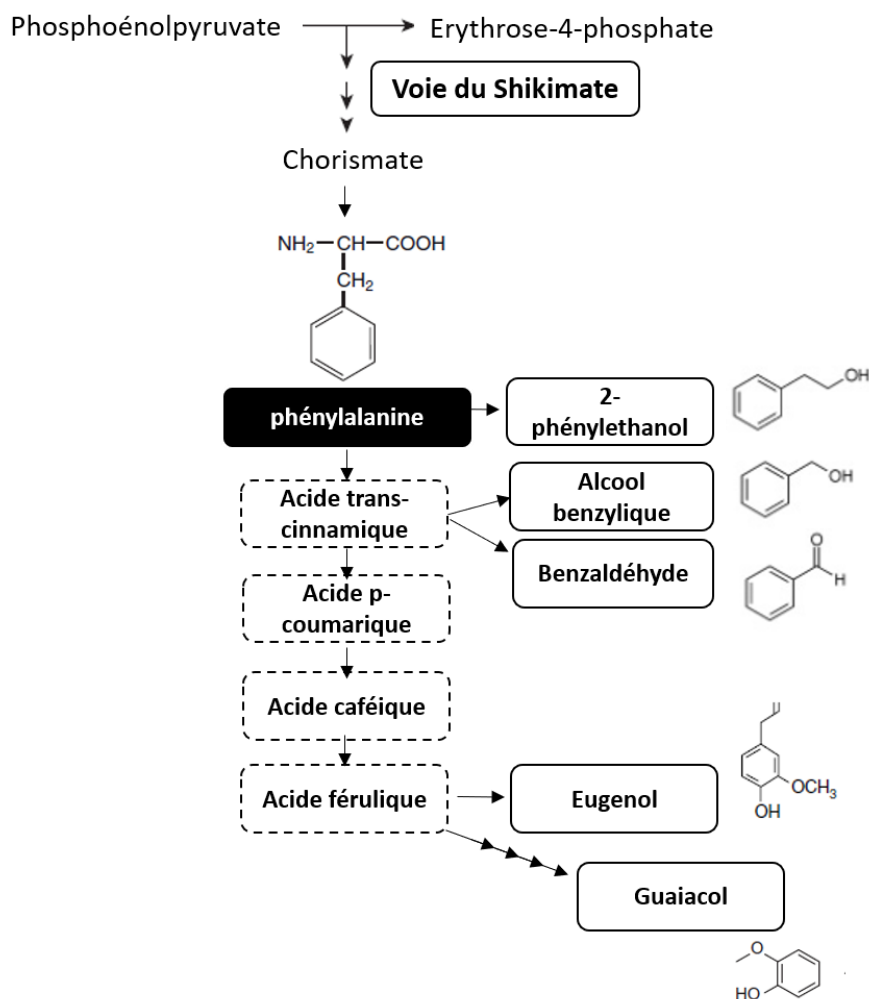 Phosphoénolpyruvate
Erythrose-4-phosphate
Voie du Shikimate
Chorismate
NH₂–CH–COOH
CH₂
phénylalanine
2-
phénylethanol
OH
Acide trans-
cinnamique
Alcool
benzylique
OH
Benzaldéhyde
O
H
Acide p-
coumarique
Acide caféique
Acide férulique
Eugenol
OCH₃
OH
Guaiacol
O
HO